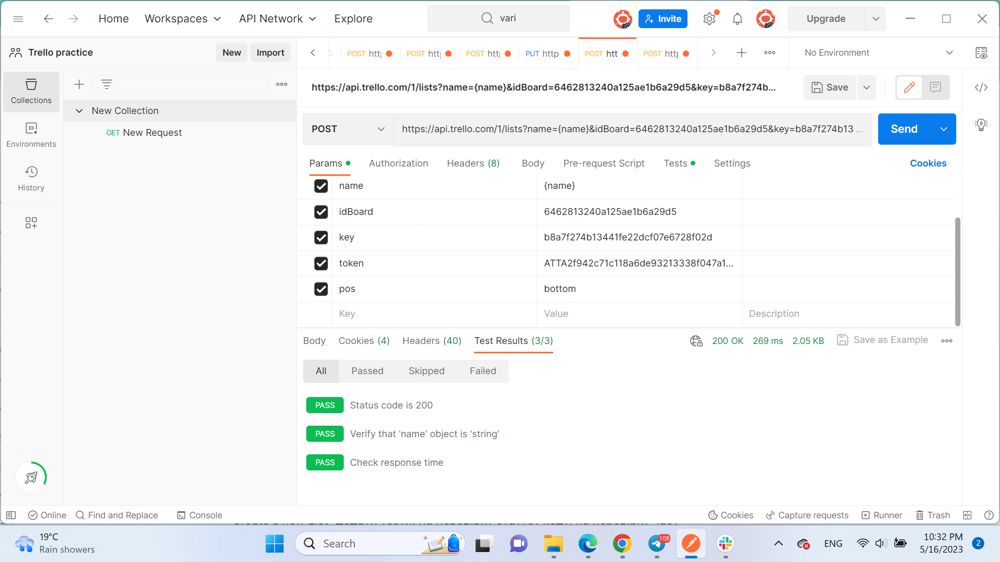 Home Workspaces API Network Explore vari Invite Upgrade
Trello practice New Import
POST htt POST htt POST htt PUT http POST htt POST htt No Environment
Collections
Environments
History
New Collection
GET New Request
https://api.trello.com/1/lists?name={name}&idBoard=6462813240a125ae1b6a29d5&key=b8a7f274b... Save
POST https://api.trello.com/1/lists?name={name}&idBoard=6462813240a125ae1b6a29d5&key=b8a7f274b13 ... Send
Params Authorization Headers (8) Body Pre-request Script Tests Settings Cookies
name {name}
idBoard 6462813240a125ae1b6a29d5
key b8a7f274b13441fe22dcf07e6728f02d
token ATTA2f942c71c118a6de93213338f047a1...
pos bottom
Key Value Description
Body Cookies (4) Headers (40) Test Results (3/3) 200 OK 269 ms 2.05 KB Save as Example
All Passed Skipped Failed
PASS Status code is 200
PASS Verify that 'name' object is 'string'
PASS Check response time
Online Find and Replace Console Cookies Capture requests Runner Trash
19°C
Rain showers
Search
108
ENG
10:32 PM
5/16/2023
2